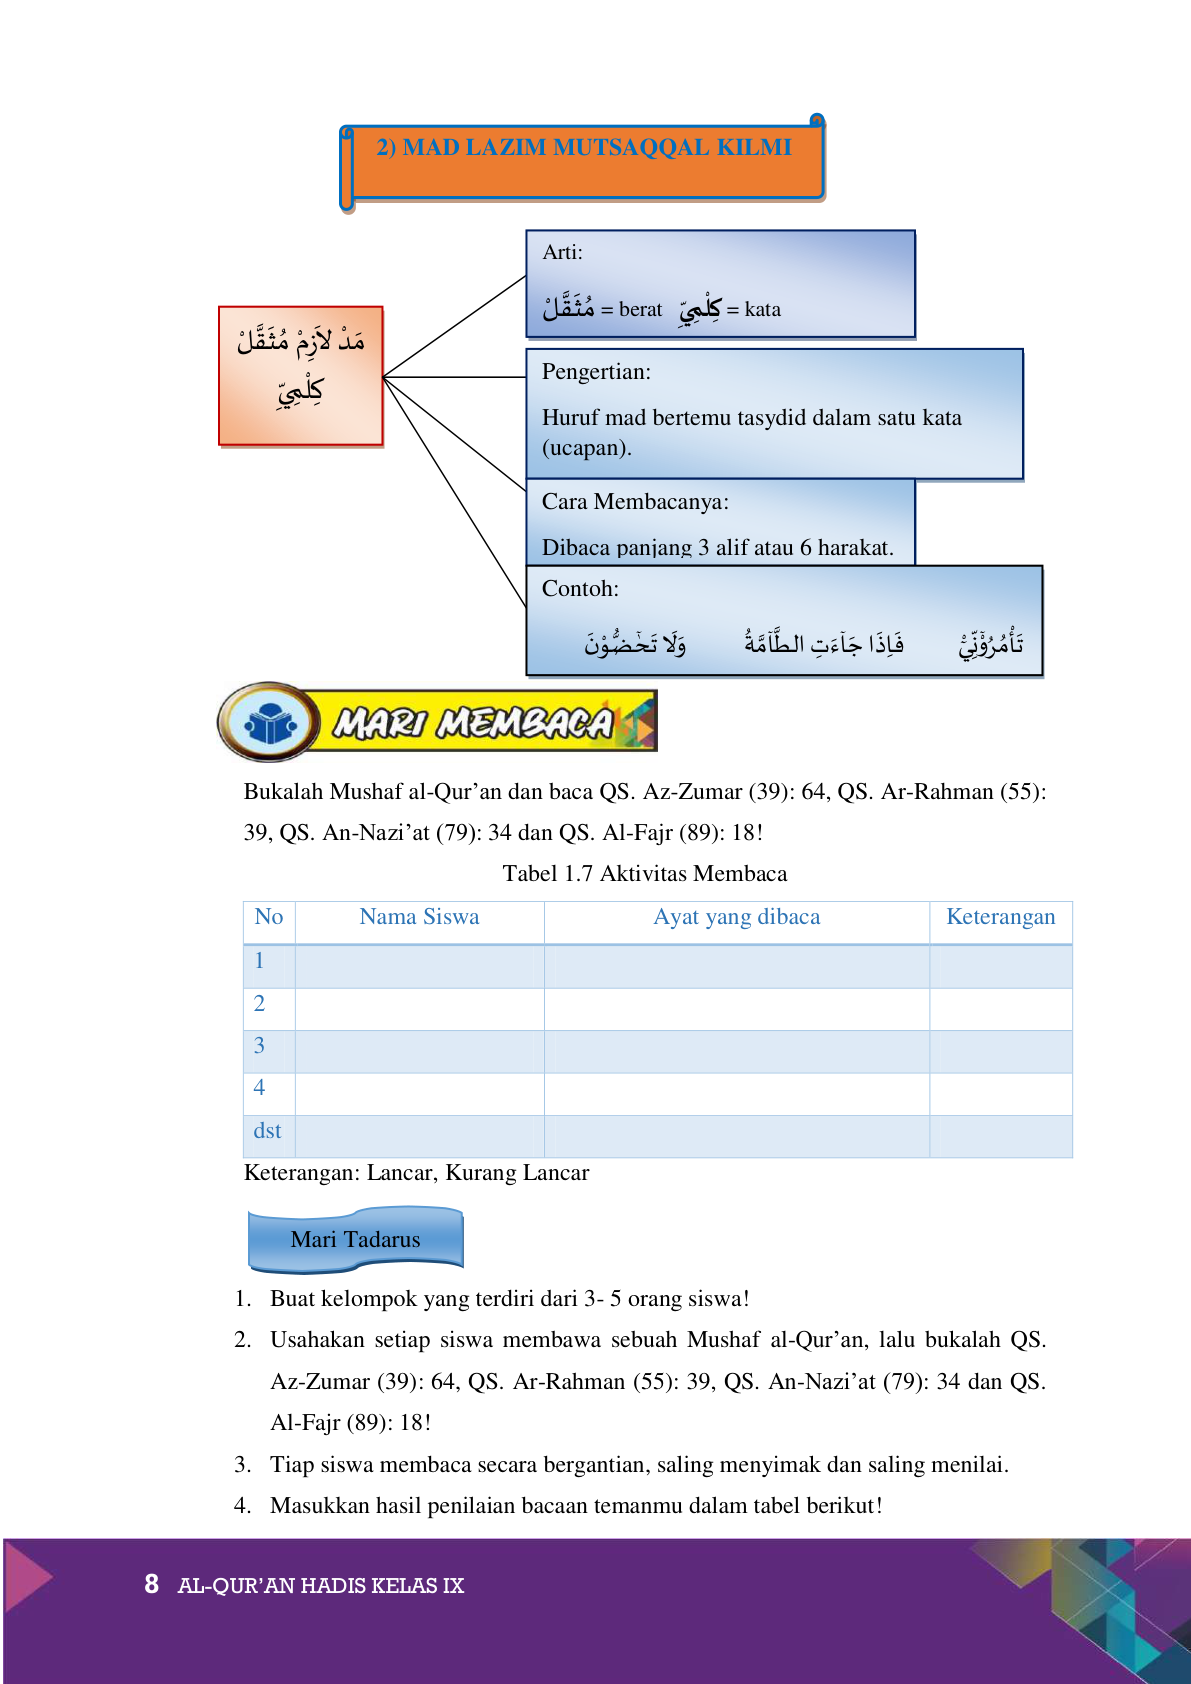 2) MAD LAZIM MUTSAQQAL KILMI
مَدْ لاَزِمْ مُثَقَّلْ
كِلْمِيِّ
Arti:
مُثَقَّلْ = berat كِلْمِيِّ = kata
Pengertian:
Huruf mad bertemu tasydid dalam satu kata
(ucapan).
Cara Membacanya:
Dibaca panjang 3 alif atau 6 harakat.
Contoh:
تَأْمُرُوْۤنِّيْٓ فَاِذَا جَاۤءَتِ الطَّاۤمَّةُ وَلَا تَحٰۤضُّوْنَ
MARI MEMBACA
Bukalah Mushaf al-Qur’an dan baca QS. Az-Zumar (39): 64, QS. Ar-Rahman (55):
39, QS. An-Nazi’at (79): 34 dan QS. Al-Fajr (89): 18!
Tabel 1.7 Aktivitas Membaca
No Nama Siswa Ayat yang dibaca Keterangan
1
2
3
4
dst
Keterangan: Lancar, Kurang Lancar
Mari Tadarus
1. Buat kelompok yang terdiri dari 3- 5 orang siswa!
2. Usahakan setiap siswa membawa sebuah Mushaf al-Qur’an, lalu bukalah QS.
Az-Zumar (39): 64, QS. Ar-Rahman (55): 39, QS. An-Nazi’at (79): 34 dan QS.
Al-Fajr (89): 18!
3. Tiap siswa membaca secara bergantian, saling menyimak dan saling menilai.
4. Masukkan hasil penilaian bacaan temanmu dalam tabel berikut!
8 AL-QUR’AN HADIS KELAS IX